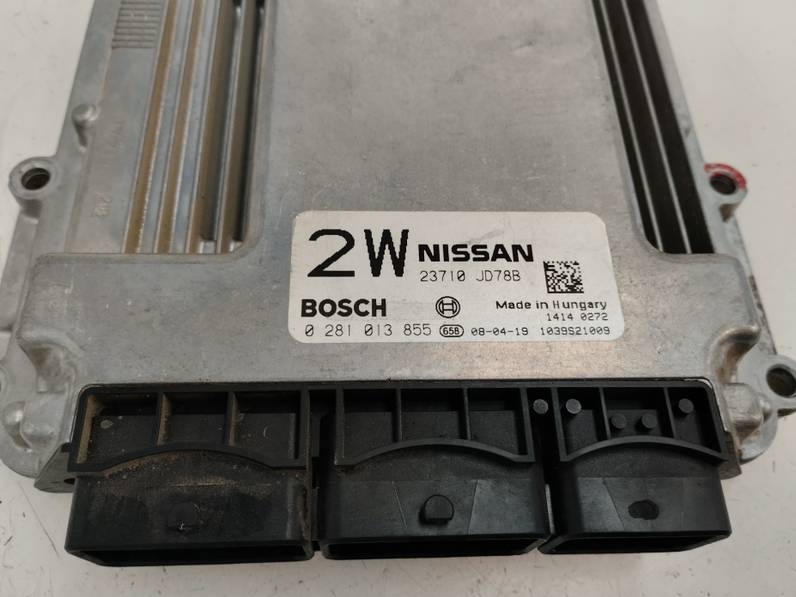 2W NISSAN
23710 JD78B
BOSCH
Made in Hungary
1414 0272
0 281 013 855 658 08-04-19 1039S21009